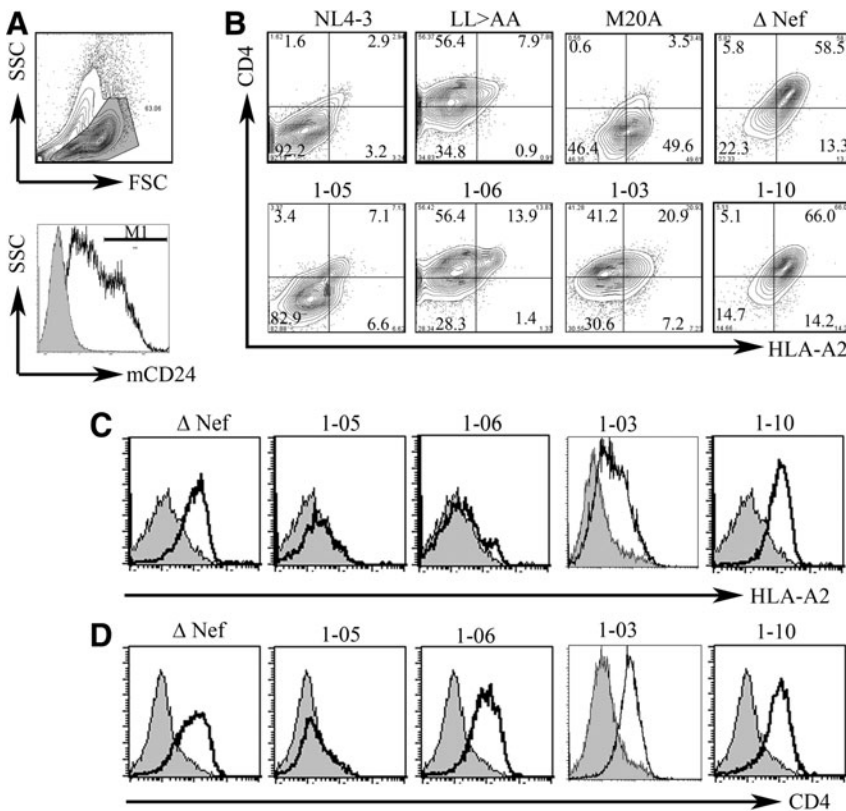 A
SSC
63.06
FSC
SSC
M1
mCD24
B
NL4-3
LL>AA
M20A
Δ Nef
CD4
1.6
2.9
56.4
7.9
0.6
3.5
5.8
58.5
92.2
3.2
34.8
0.9
46.4
49.6
22.3
13.3
1-05
1-06
1-03
1-10
3.4
7.1
56.4
13.9
41.2
20.9
5.1
66.0
82.9
6.6
28.3
1.4
30.6
7.2
14.7
14.2
HLA-A2
C
Δ Nef
1-05
1-06
1-03
1-10
HLA-A2
D
Δ Nef
1-05
1-06
1-03
1-10
CD4